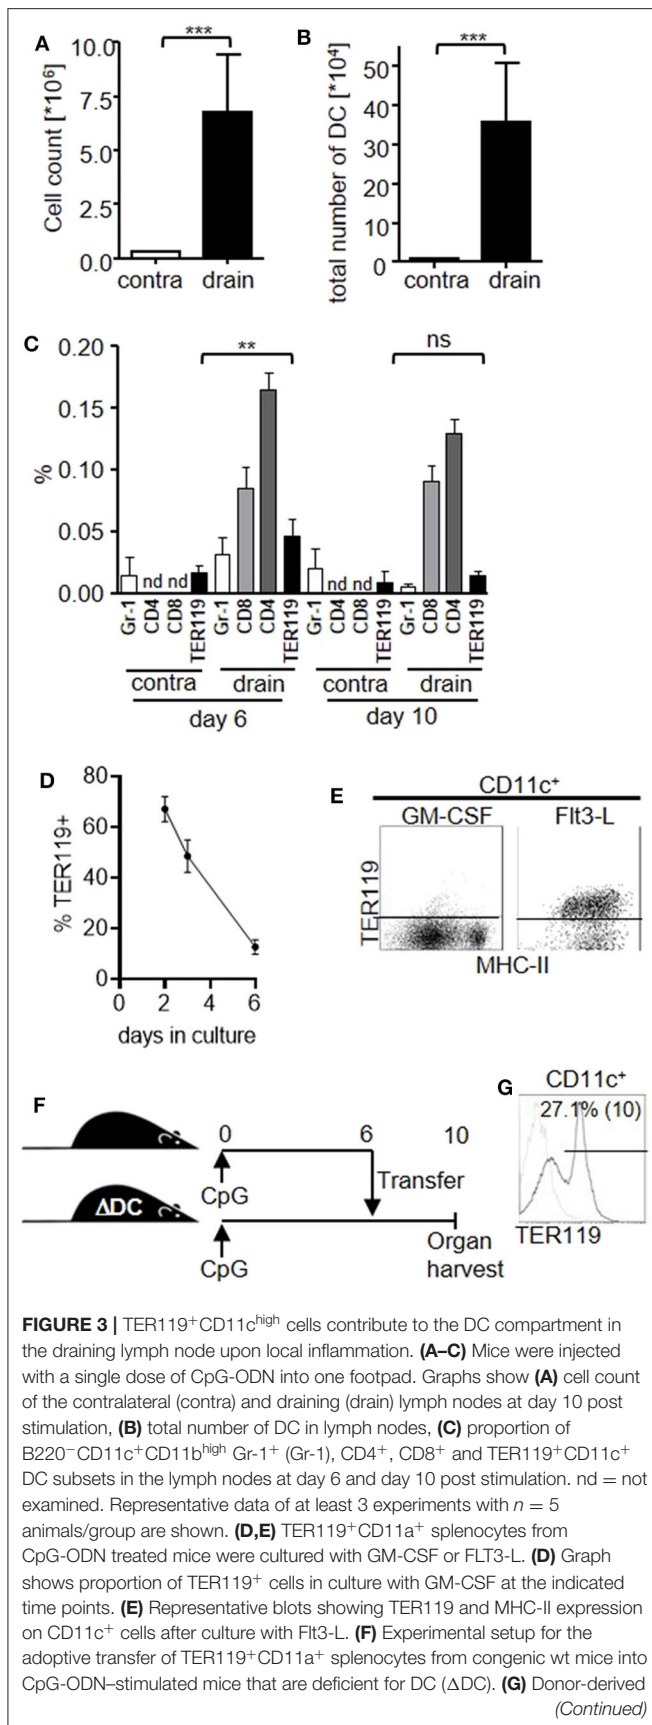 A
***
10.0
7.5
5.0
2.5
0.0
Cell count [*10⁶]
contra drain
B
***
50
40
30
20
10
0
total number of DC [*10⁴]
contra drain
C
0.20
0.15
0.10
0.05
0.00
%
**
ns
nd nd
nd nd
Gr-1 CD4 CD8 TER119 Gr-1 CD8 CD4 TER119 Gr-1 CD4 CD8 TER119 Gr-1 CD8 CD4 TER119
contra drain contra drain
day 6 day 10
D
80
60
40
20
0
% TER119+
0 2 4 6
days in culture
E
CD11c⁺
GM-CSF Flt3-L
TER119
MHC-II
F
0 6 10
CpG
Transfer
ΔDC
CpG
Organ
harvest
G
CD11c⁺
27.1% (10)
TER119
FIGURE 3 | TER119⁺CD11cʰⁱᵍʰ cells contribute to the DC compartment in
the draining lymph node upon local inflammation. (A–C) Mice were injected
with a single dose of CpG-ODN into one footpad. Graphs show (A) cell count
of the contralateral (contra) and draining (drain) lymph nodes at day 10 post
stimulation, (B) total number of DC in lymph nodes, (C) proportion of
B220⁻CD11c⁺CD11bʰⁱᵍʰ Gr-1⁺ (Gr-1), CD4⁺, CD8⁺ and TER119⁺CD11c⁺
DC subsets in the lymph nodes at day 6 and day 10 post stimulation. nd = not
examined. Representative data of at least 3 experiments with n = 5
animals/group are shown. (D,E) TER119⁺CD11a⁺ splenocytes from
CpG-ODN treated mice were cultured with GM-CSF or FLT3-L. (D) Graph
shows proportion of TER119⁺ cells in culture with GM-CSF at the indicated
time points. (E) Representative blots showing TER119 and MHC-II expression
on CD11c⁺ cells after culture with Flt3-L. (F) Experimental setup for the
adoptive transfer of TER119⁺CD11a⁺ splenocytes from congenic wt mice into
CpG-ODN–stimulated mice that are deficient for DC (ΔDC). (G) Donor-derived
(Continued)